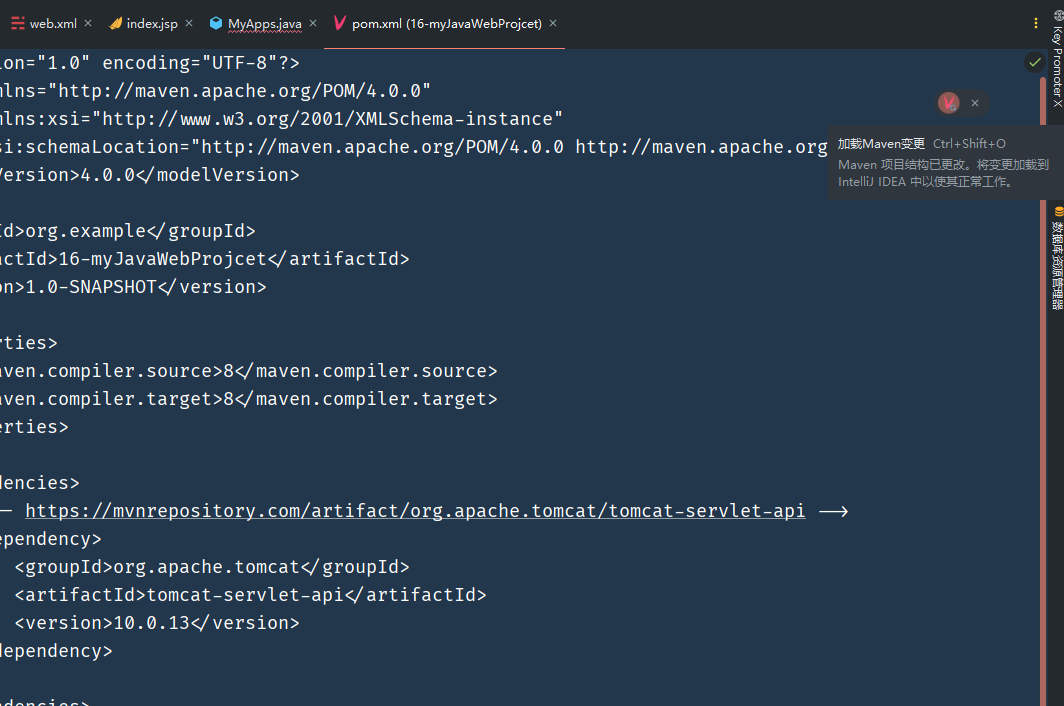 web.xml
index.jsp
MyApps.java
pom.xml (16-myJavaWebProjcet)
Key Promoter X
ion="1.0" encoding="UTF-8"?>
mlns="http://maven.apache.org/POM/4.0.0"
mlns:xsi="http://www.w3.org/2001/XMLSchema-instance"
si:schemaLocation="http://maven.apache.org/POM/4.0.0 http://maven.apache.org
Version>4.0.0</modelVersion>
加载Maven变更 Ctrl+Shift+O
Maven 项目结构已更改。将变更加载到
IntelliJ IDEA 中以使其正常工作。
数据库资源管理器
Id>org.example</groupId>
actId>16-myJavaWebProjcet</artifactId>
on>1.0-SNAPSHOT</version>
rties>
aven.compiler.source>8</maven.compiler.source>
aven.compiler.target>8</maven.compiler.target>
erties>
dencies>
-- https://mvnrepository.com/artifact/org.apache.tomcat/tomcat-servlet-api -->
ependency>
<groupId>org.apache.tomcat</groupId>
<artifactId>tomcat-servlet-api</artifactId>
<version>10.0.13</version>
dependency>
ndencies>